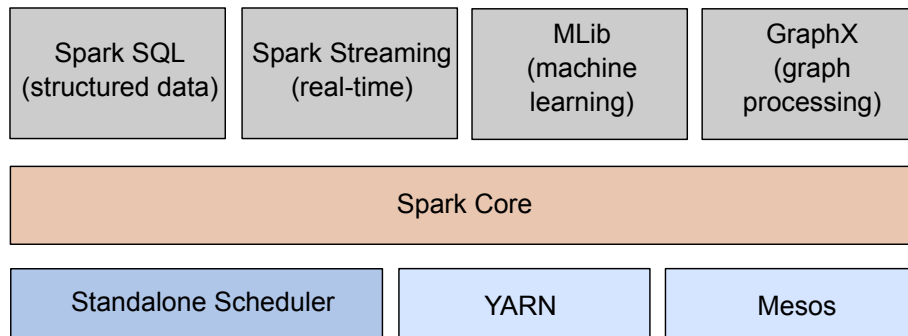 Spark SQL
(structured data)
Spark Streaming
(real-time)
MLib
(machine
learning)
GraphX
(graph
processing)
Spark Core
Standalone Scheduler
YARN
Mesos